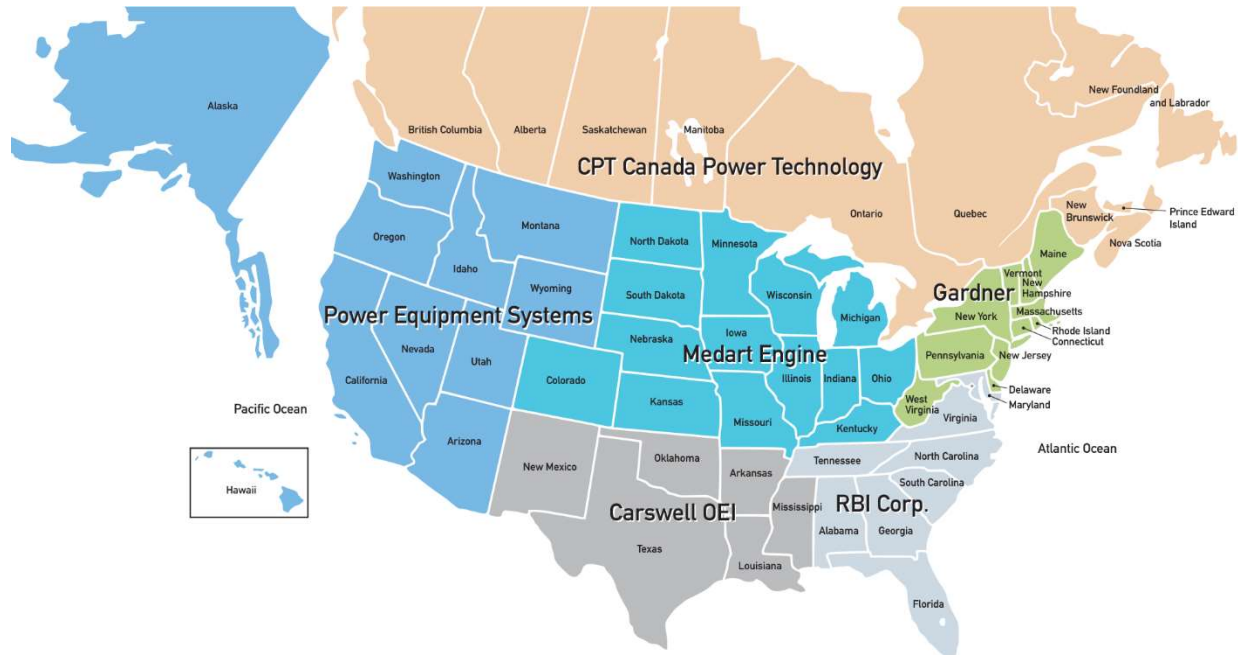 Alaska
New Foundland
and Labrador
British Columbia
Alberta
Saskatchewan
Manitoba
CPT Canada Power Technology
Ontario
Quebec
New
Brunswick
Prince Edward
Island
Nova Scotia
Washington
Montana
North Dakota
Minnesota
Maine
Oregon
Idaho
Vermont
New
Hampshire
Wyoming
South Dakota
Wisconsin
Michigan
Gardner
New York
Massachusetts
Rhode Island
Connecticut
Power Equipment Systems
Nevada
Utah
Nebraska
Iowa
Medart Engine
Pennsylvania
New Jersey
California
Colorado
Kansas
Missouri
Illinois
Indiana
Ohio
West
Virginia
Delaware
Maryland
Virginia
Kentucky
Pacific Ocean
Arizona
New Mexico
Oklahoma
Arkansas
Tennessee
North Carolina
Atlantic Ocean
South Carolina
Hawaii
Carswell OEI
Mississippi
RBI Corp.
Alabama
Georgia
Texas
Louisiana
Florida